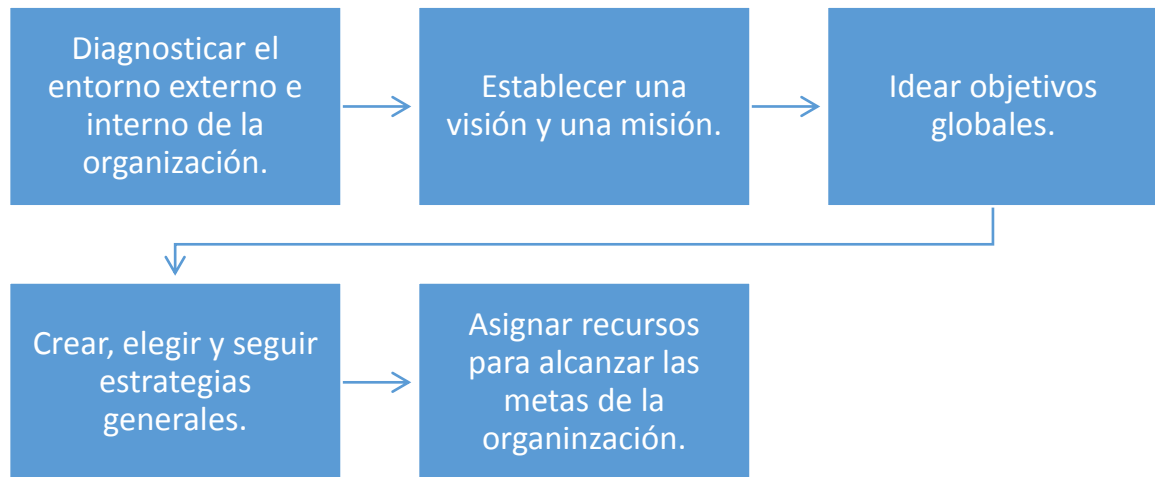 Diagnosticar el
entorno externo e
interno de la
organización.
Establecer una
visión y una misión.
Idear objetivos
globales.
Crear, elegir y seguir
estrategias
generales.
Asignar recursos
para alcanzar las
metas de la
organinzación.